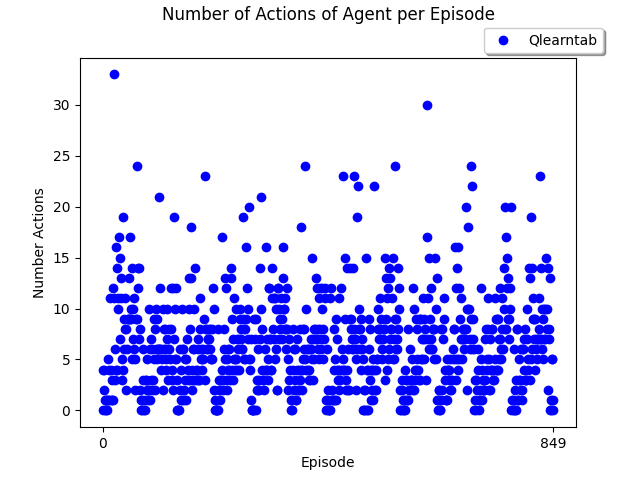 Number of Actions of Agent per Episode
Qlearntab
30
25
20
15
10
5
0
Number Actions
0 849
Episode